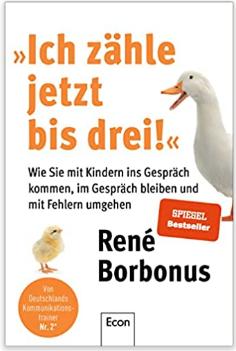 »Ich zähle
jetzt
bis drei!«
Wie Sie mit Kindern ins Gespräch
kommen, im Gespräch bleiben und
mit Fehlern umgehen
SPIEGEL
Bestseller
René
Borbonus
Von
Deutschlands
Kommunikations-
trainer
Nr. 2*
Econ